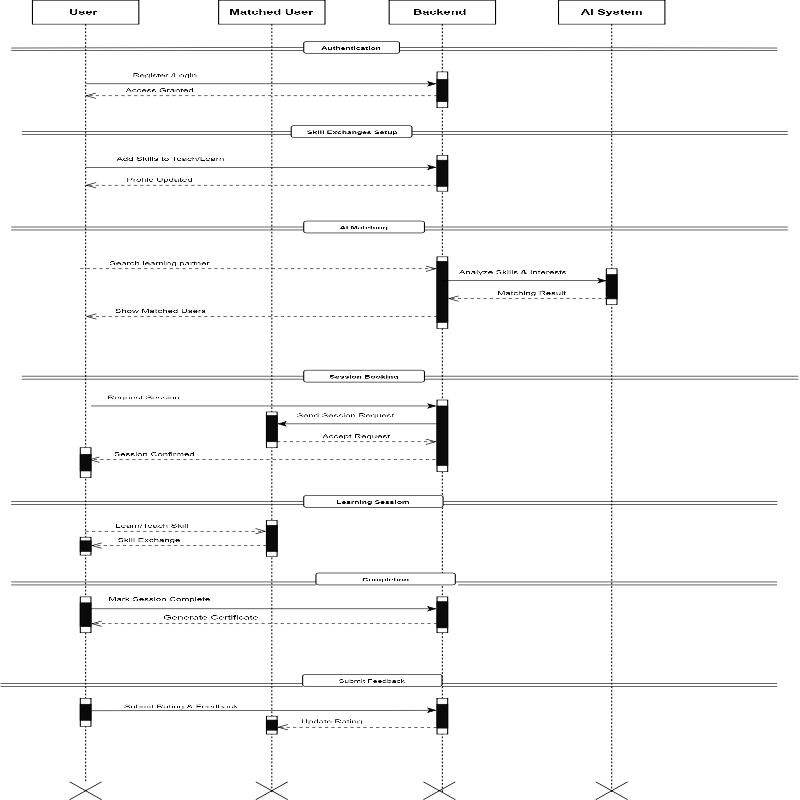 User
Matched User
Backend
AI System
Authentication
Register /Login
Access Granted
Skill Exchanges Setup
Add Skills to Teach/Learn
Profile Updated
AI Matching
Search learning partner
Analyze Skills & Interests
Matching Result
Show Matched Users
Session Booking
Request Session
Send Session Request
Accept Request
Session Confirmed
Learning Sessiom
Learn/Teach Skill
Skill Exchange
Completion
Mark Session Complete
Generate Certificate
Submit Feedback
Submit Rating & Feedback
Update Rating